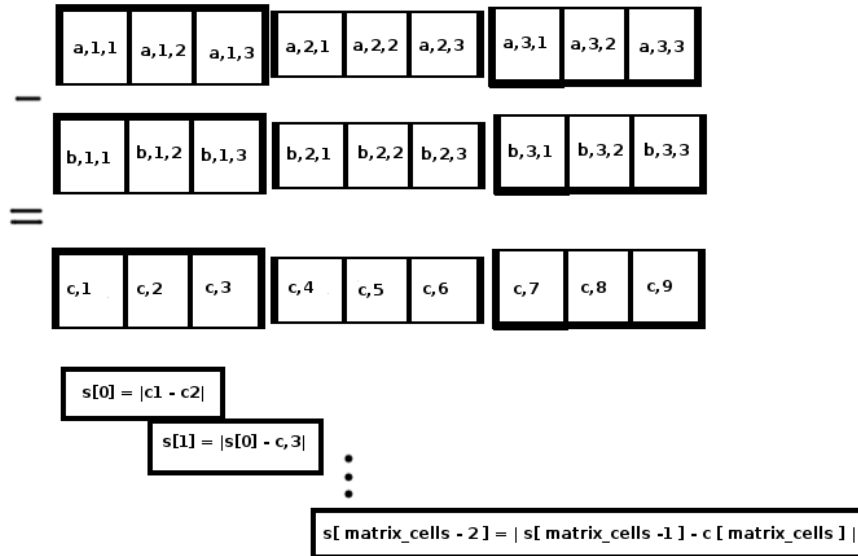 a,1,1 a,1,2 a,1,3 a,2,1 a,2,2 a,2,3 a,3,1 a,3,2 a,3,3
−
b,1,1 b,1,2 b,1,3 b,2,1 b,2,2 b,2,3 b,3,1 b,3,2 b,3,3
=
c,1 c,2 c,3 c,4 c,5 c,6 c,7 c,8 c,9
s[0] = |c1 - c2|
s[1] = |s[0] - c,3|
s[ matrix_cells - 2 ] = | s[ matrix_cells -1 ] - c [ matrix_cells ] |